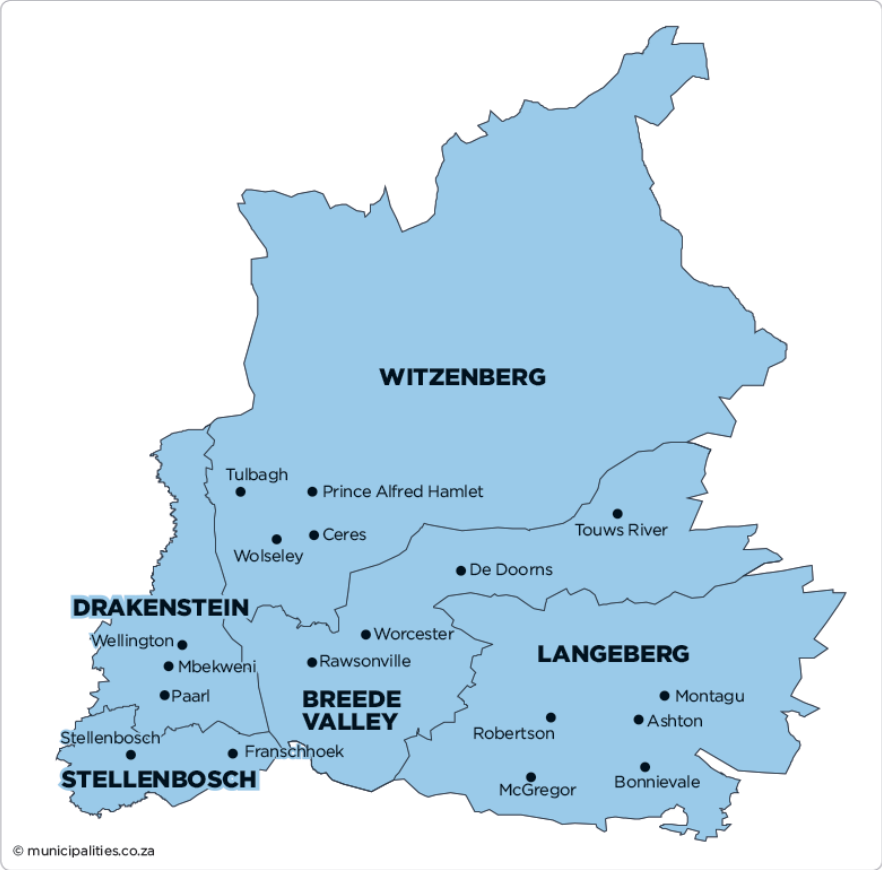 WITZENBERG
Tulbagh
Prince Alfred Hamlet
Touws River
Ceres
Wolseley
De Doorns
DRAKENSTEIN
Worcester
Wellington
LANGEBERG
Rawsonville
Mbekweni
Paarl
Montagu
BREEDE
VALLEY
Ashton
Robertson
Stellenbosch
Franschhoek
STELLENBOSCH
Bonnievale
McGregor
© municipalities.co.za